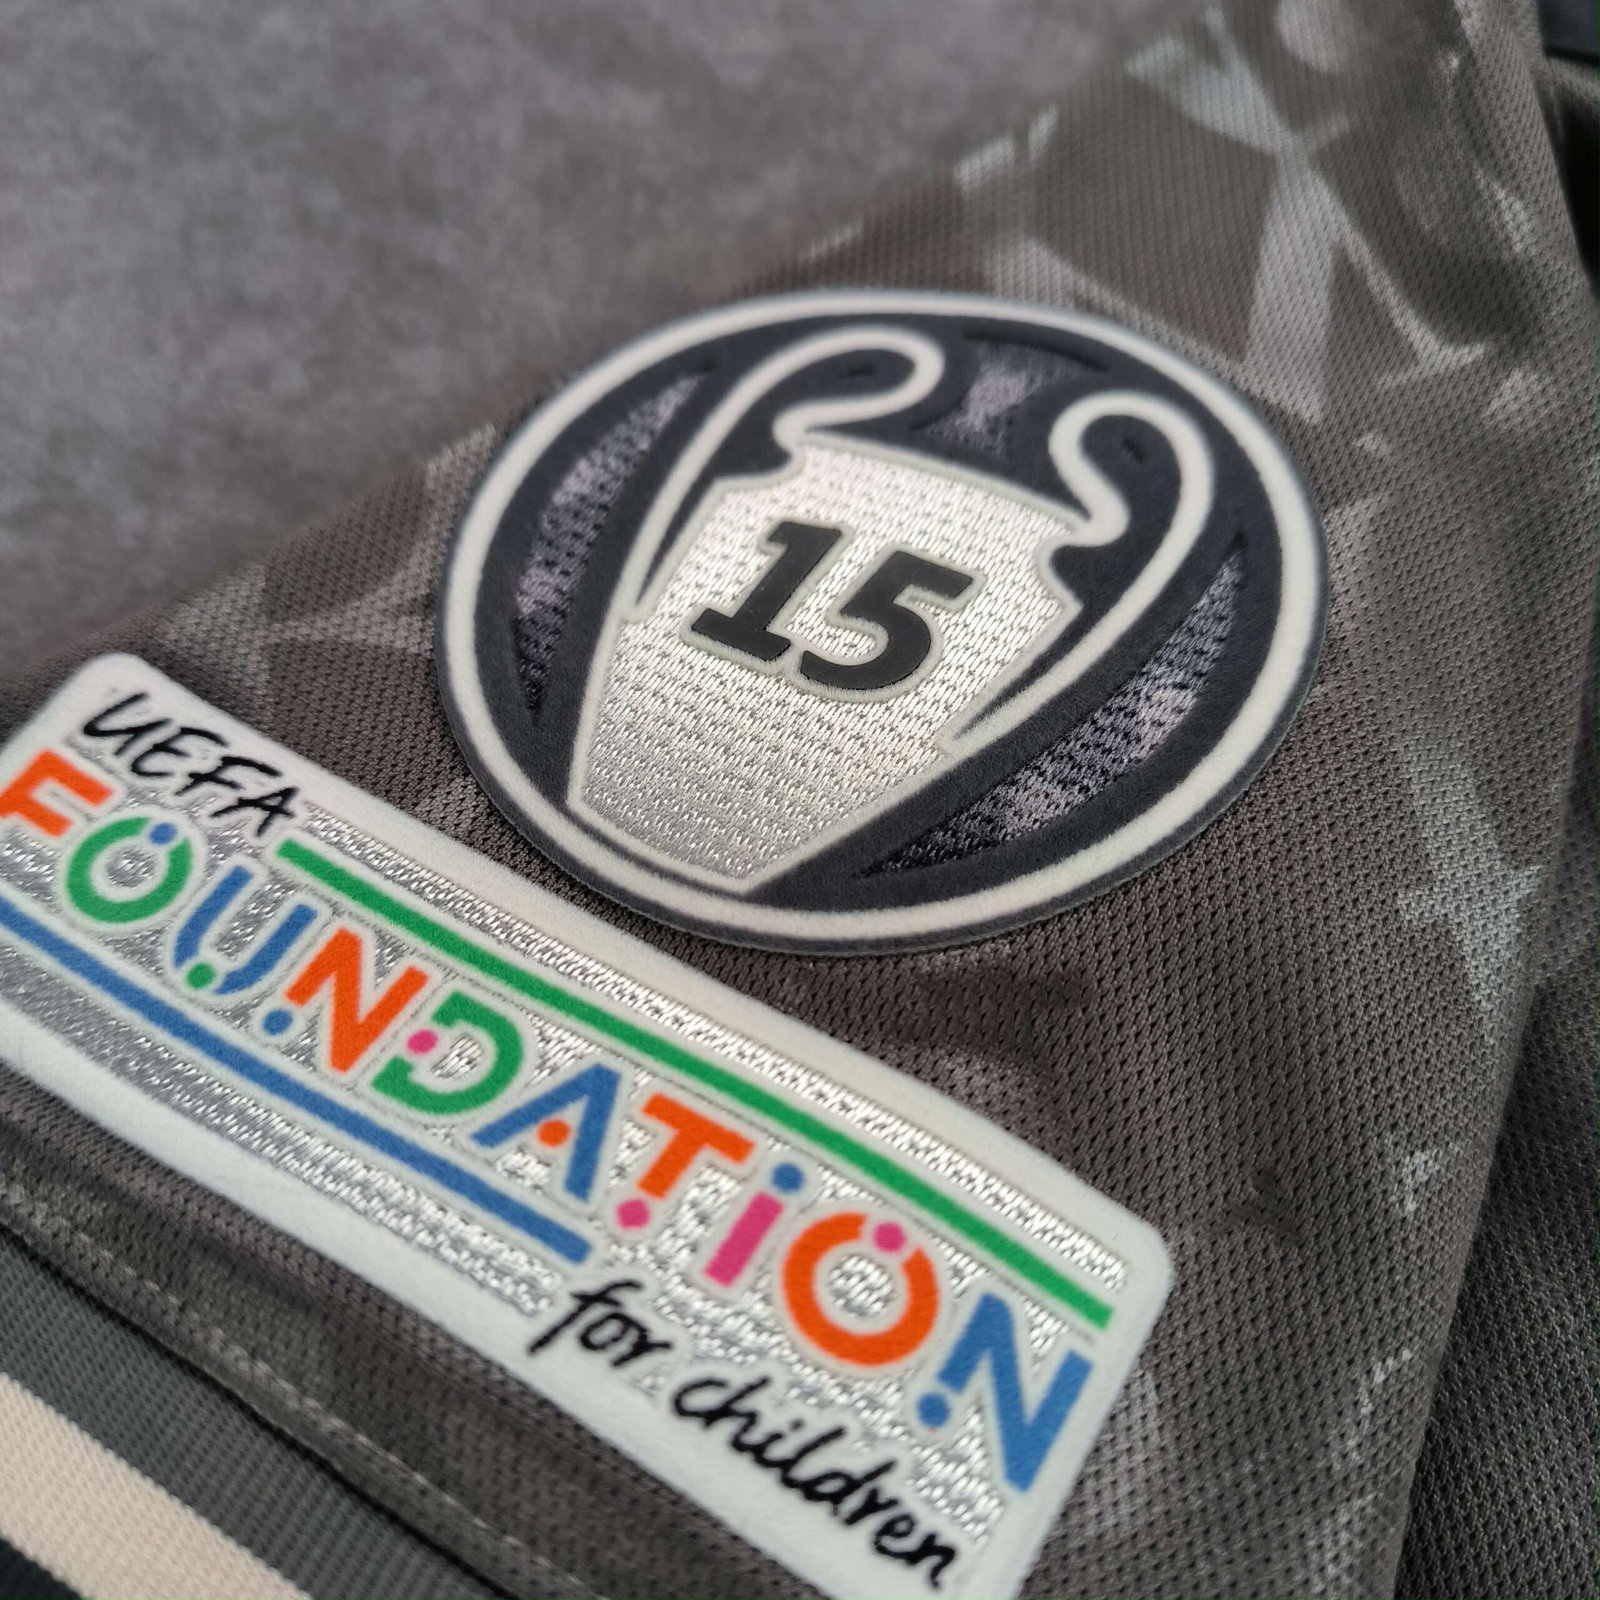 15
UEFA
FOUNDATION
for children